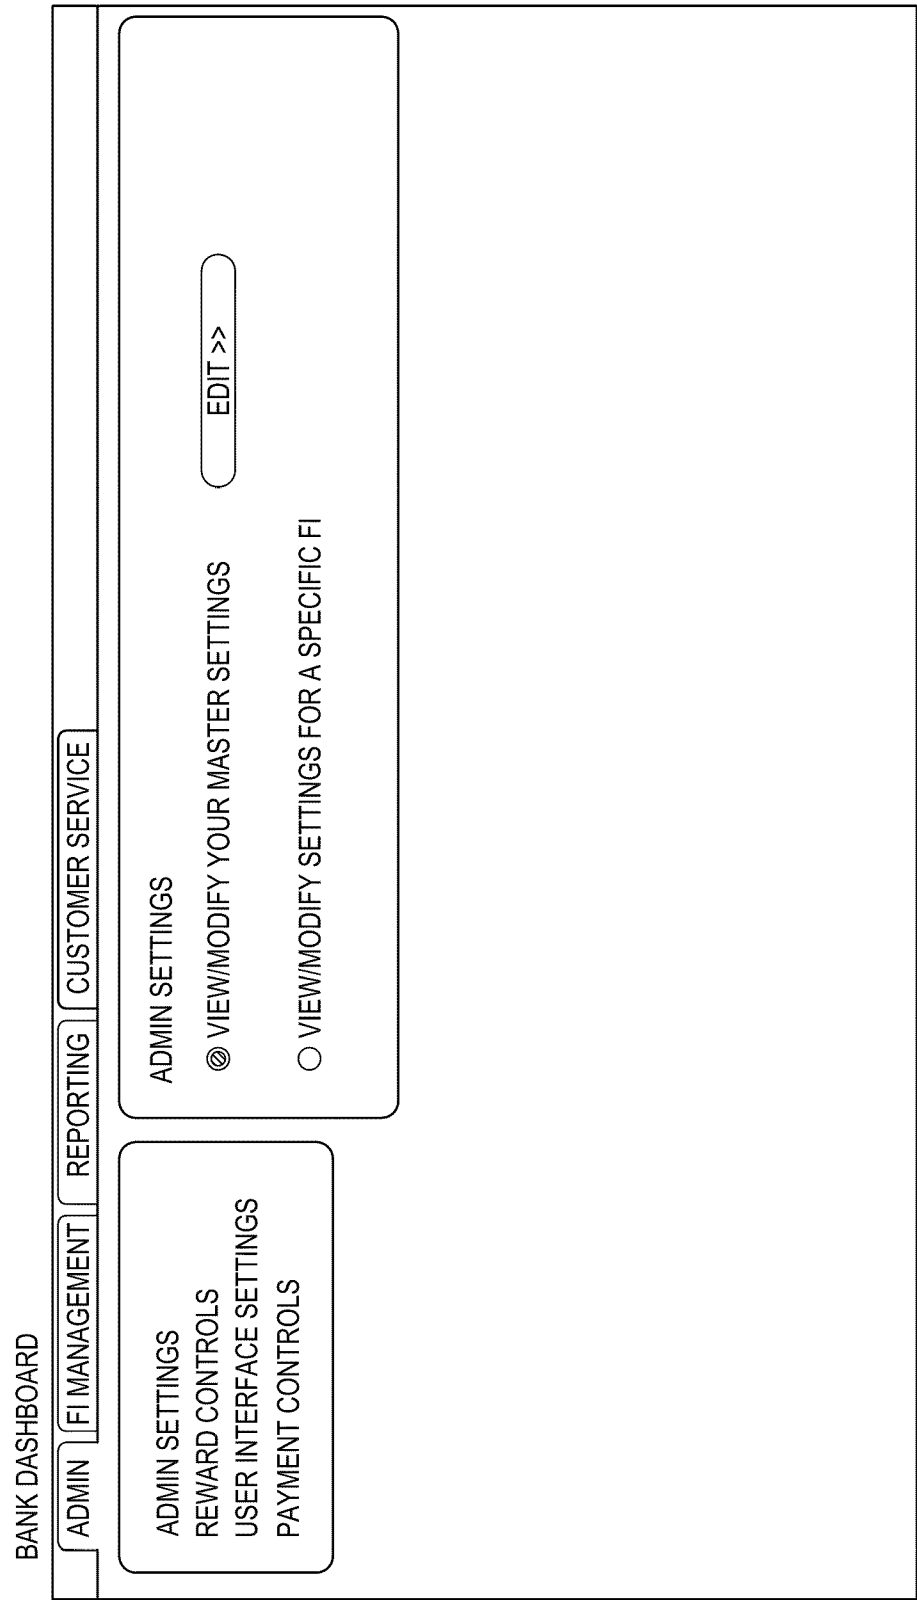 BANK DASHBOARD
ADMIN
FI MANAGEMENT
REPORTING
CUSTOMER SERVICE
ADMIN SETTINGS
REWARD CONTROLS
USER INTERFACE SETTINGS
PAYMENT CONTROLS
ADMIN SETTINGS
VIEW/MODIFY YOUR MASTER SETTINGS
EDIT >>
VIEW/MODIFY SETTINGS FOR A SPECIFIC FI